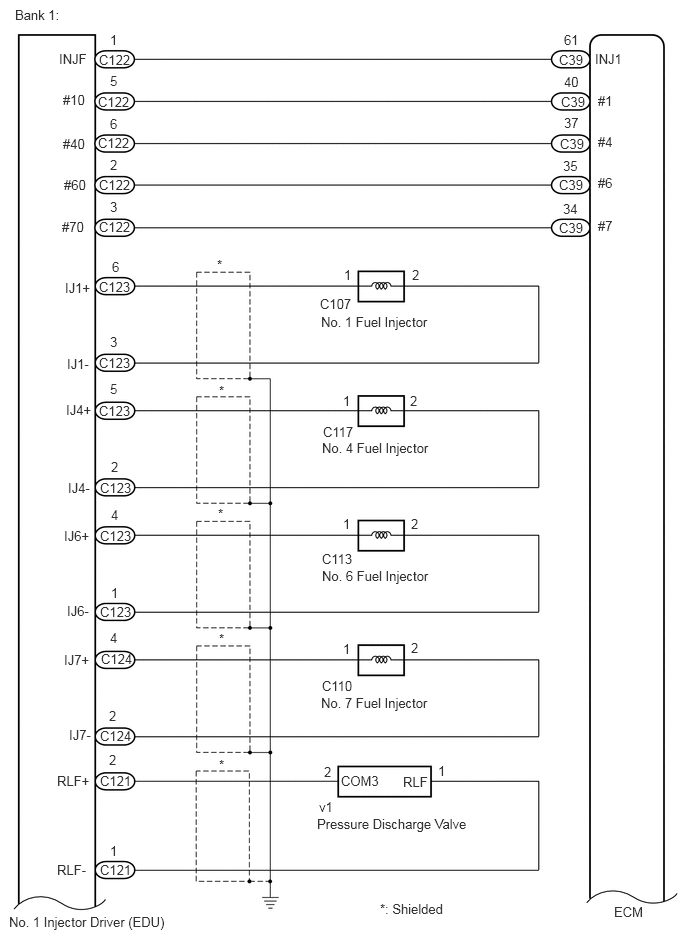 Bank 1:
1 61
INJF C122 C39 INJ1
5 40
#10 C122 C39 #1
6 37
#40 C122 C39 #4
2 35
#60 C122 C39 #6
3 34
#70 C122 C39 #7
*
6 1 2
IJ1+ C123
C107
No. 1 Fuel Injector
3
IJ1- C123
5 * 1 2
IJ4+ C123
C117
No. 4 Fuel Injector
2
IJ4- C123
4 * 1 2
IJ6+ C123
C113
No. 6 Fuel Injector
1
IJ6- C123
4 * 1 2
IJ7+ C124
C110
No. 7 Fuel Injector
2
IJ7- C124
2 * 2 1
RLF+ C121 COM3 RLF
v1
Pressure Discharge Valve
1
RLF- C121
*: Shielded
No. 1 Injector Driver (EDU) ECM